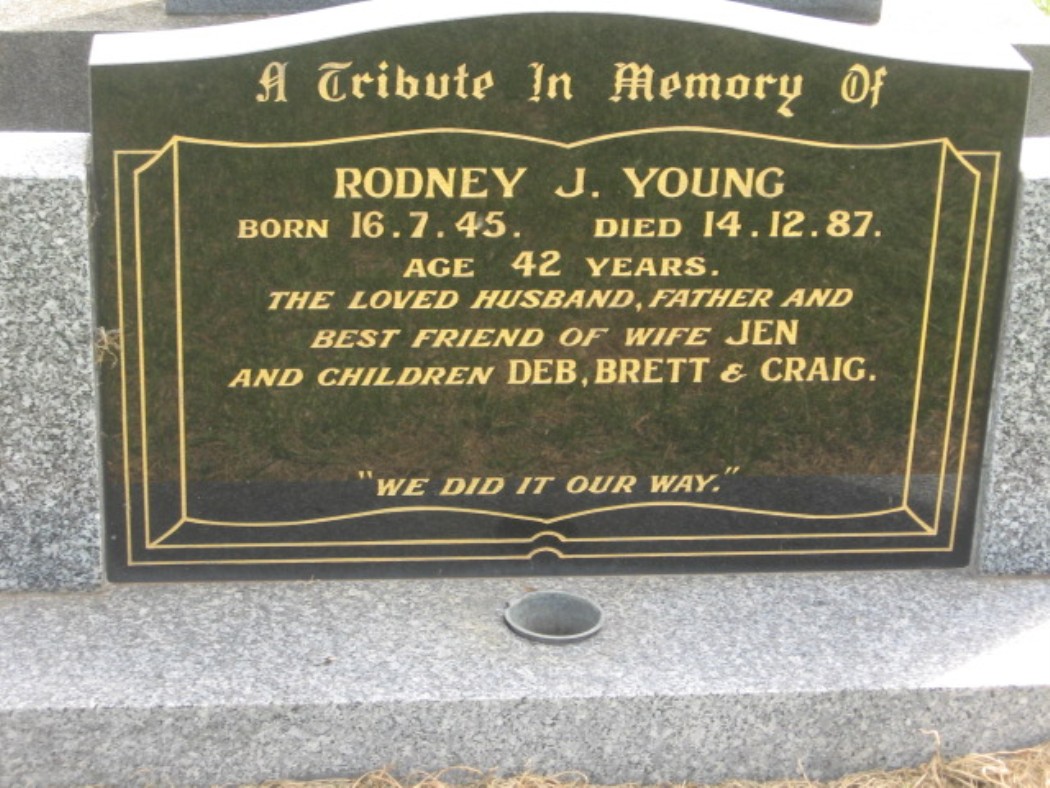 A Tribute In Memory Of
RODNEY J. YOUNG
BORN 16.7.45. DIED 14.12.87.
AGE 42 YEARS.
THE LOVED HUSBAND, FATHER AND
BEST FRIEND OF WIFE JEN
AND CHILDREN DEB, BRETT & CRAIG.
"WE DID IT OUR WAY."